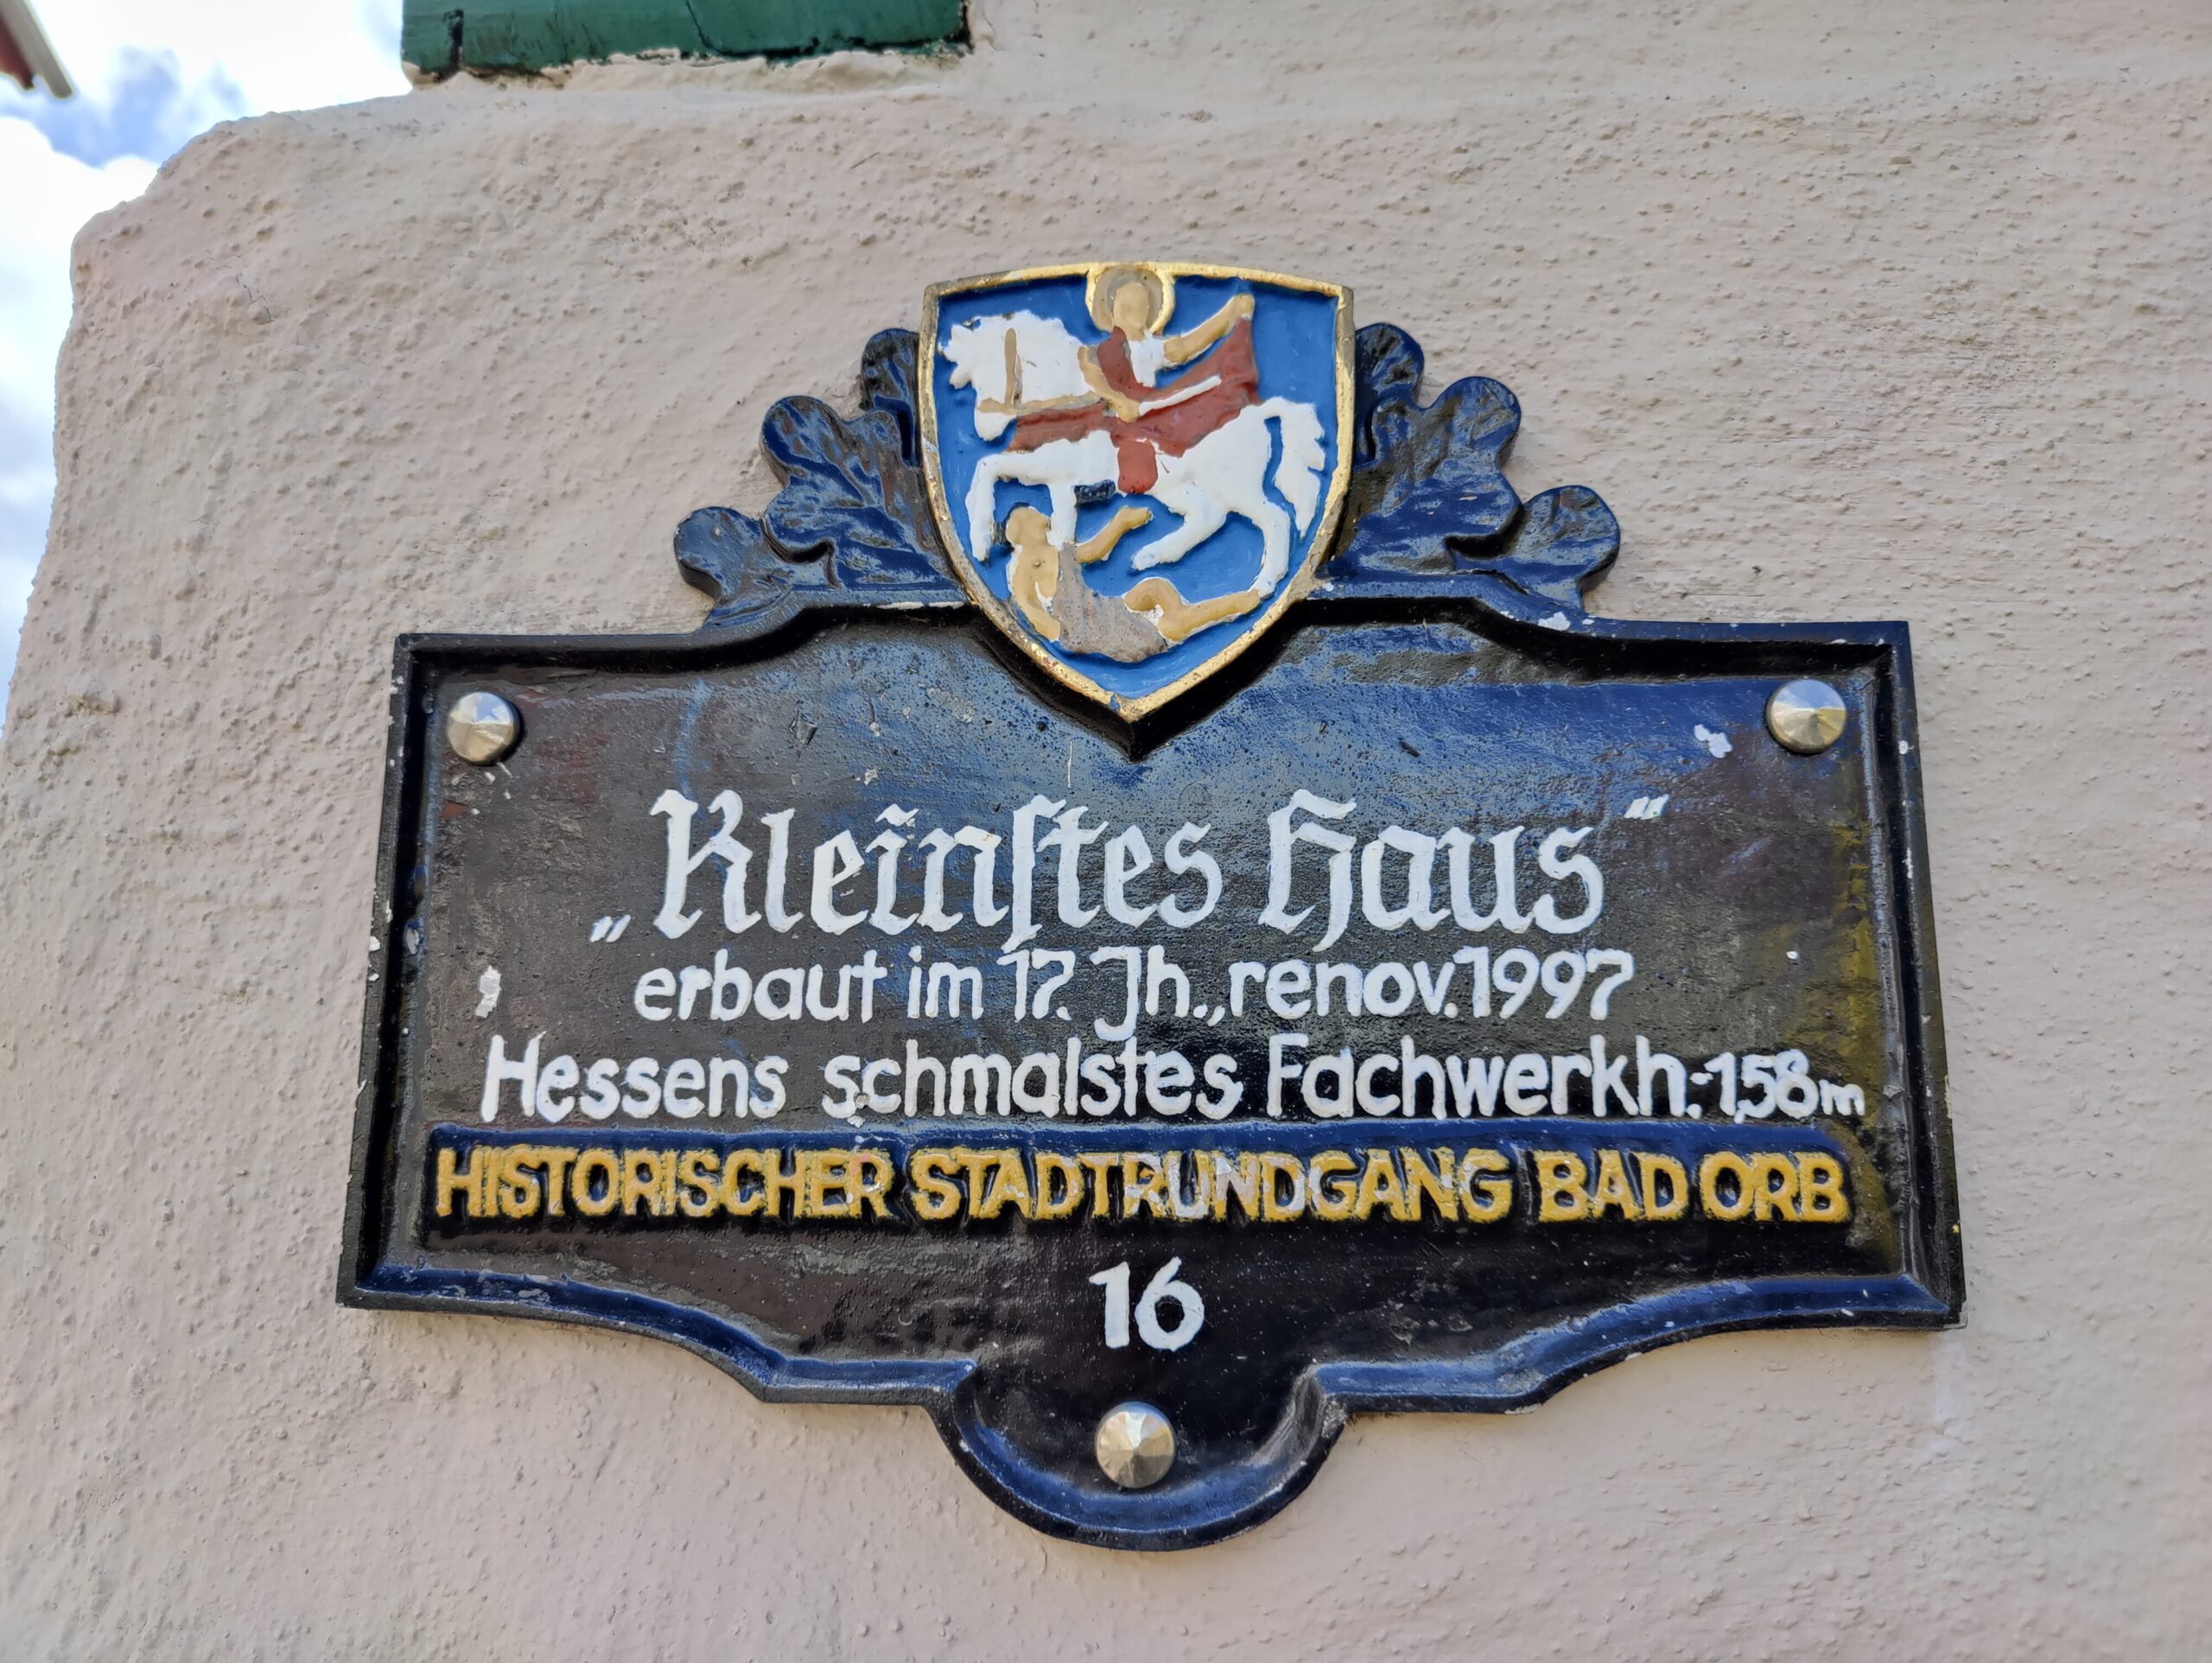 „Kleinſtes Haus“
erbaut im 17. Jh., renov. 1997
Hessens schmalstes Fachwerkh.-1,58m
HISTORISCHER STADTRUNDGANG BAD ORB
16